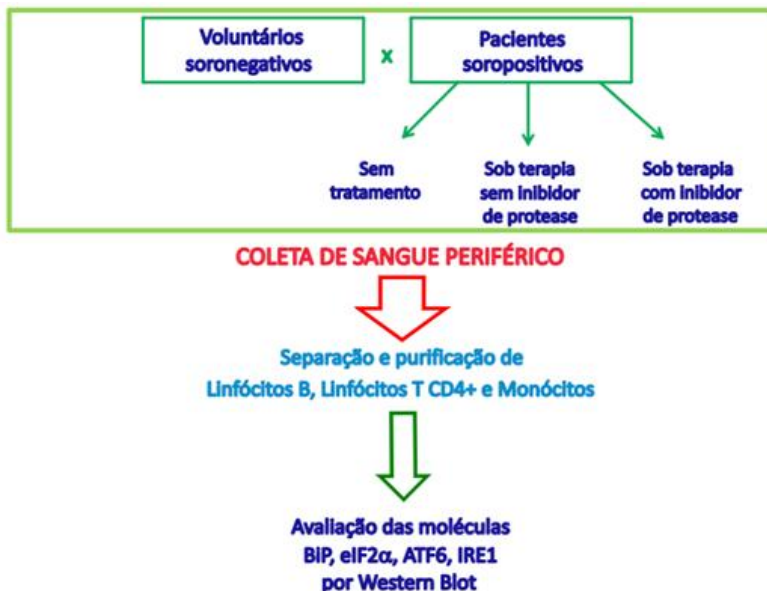 Voluntários
soronegativos
x
Pacientes
soropositivos
Sem
tratamento
Sob terapia
sem inibidor
de protease
Sob terapia
com inibidor
de protease
COLETA DE SANGUE PERIFÉRICO
Separação e purificação de
Linfócitos B, Linfócitos T CD4+ e Monócitos
Avaliação das moléculas
BiP, eIF2α, ATF6, IRE1
por Western Blot